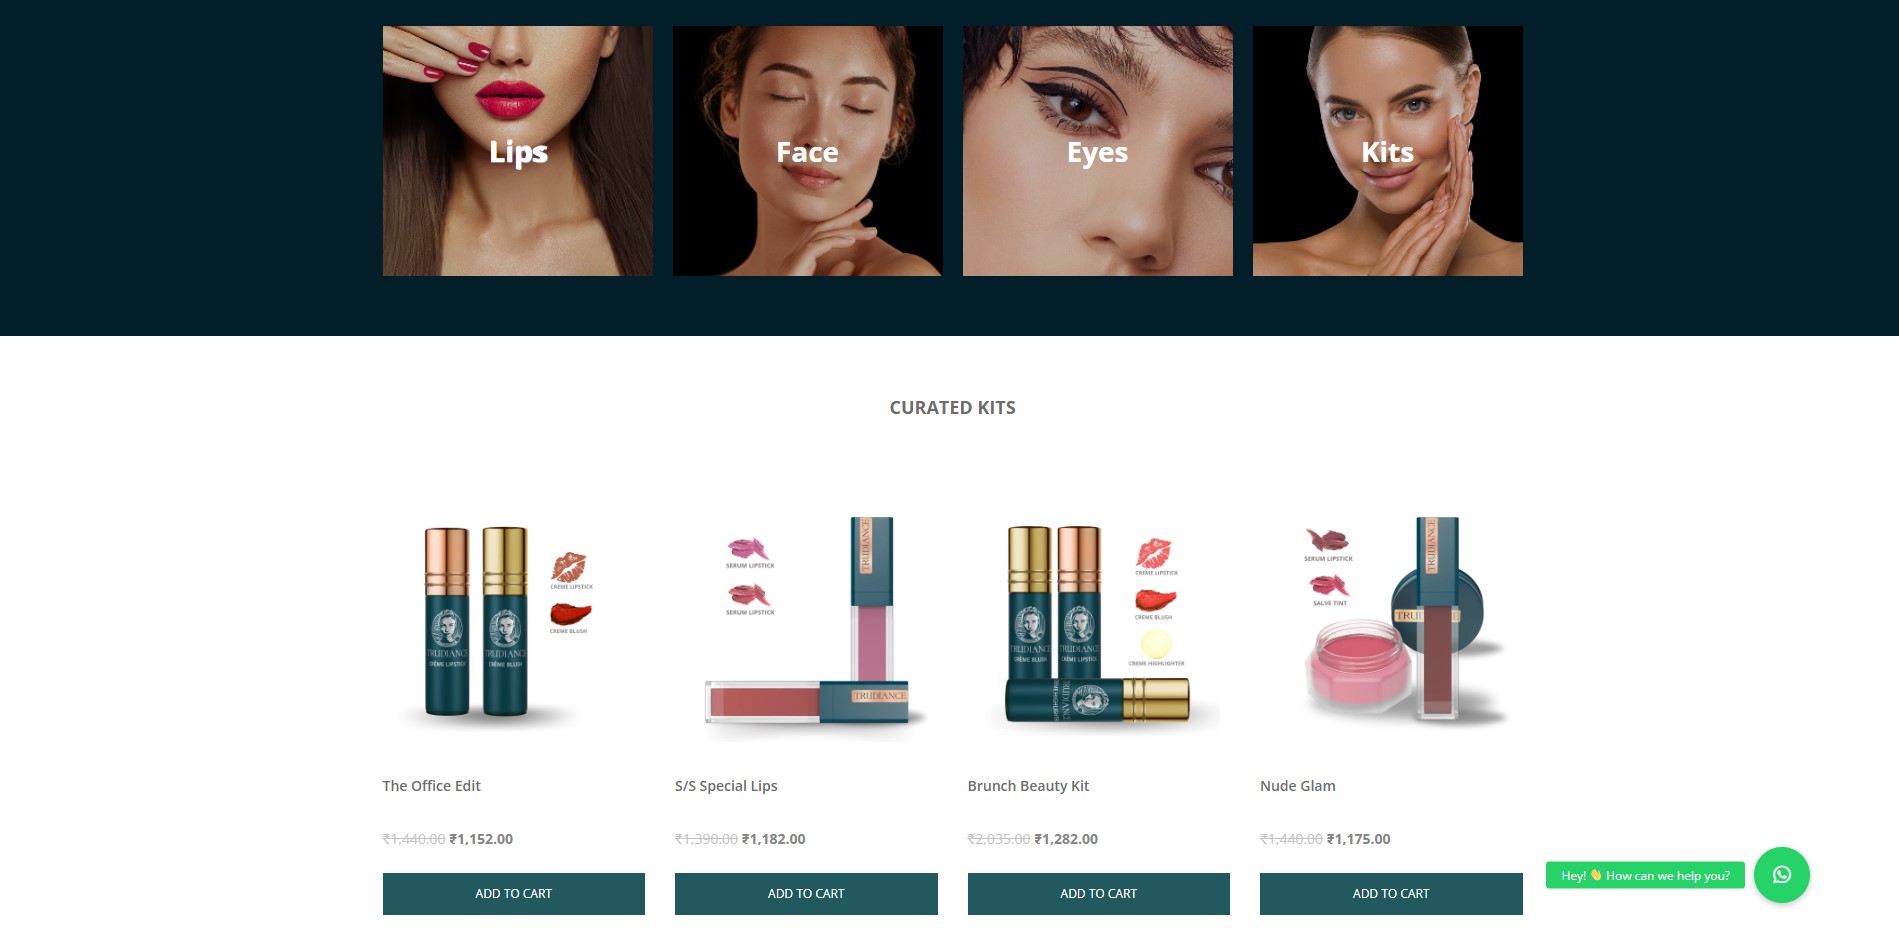 Lips
Face
Eyes
Kits
CURATED KITS
TRUDIANCE
CRÈME LIPSTICK
TRUDIANCE
CRÈME BLUSH
CREME LIPSTICK
CREME BLUSH
SERUM LIPSTICK
SERUM LIPSTICK
TRUDIANCE
TRUDIANCE
TRUDIANCE
CRÈME BLUSH
TRUDIANCE
CRÈME LIPSTICK
CREME LIPSTICK
CREME BLUSH
CREME HIGHLIGHTER
SERUM LIPSTICK
SALVE TINT
TRUDIANCE
TRUD
The Office Edit
S/S Special Lips
Brunch Beauty Kit
Nude Glam
₹1,440.00 ₹1,152.00
₹1,390.00 ₹1,182.00
₹2,035.00 ₹1,282.00
₹1,440.00 ₹1,175.00
ADD TO CART
ADD TO CART
ADD TO CART
ADD TO CART
Hey! 👋 How can we help you?